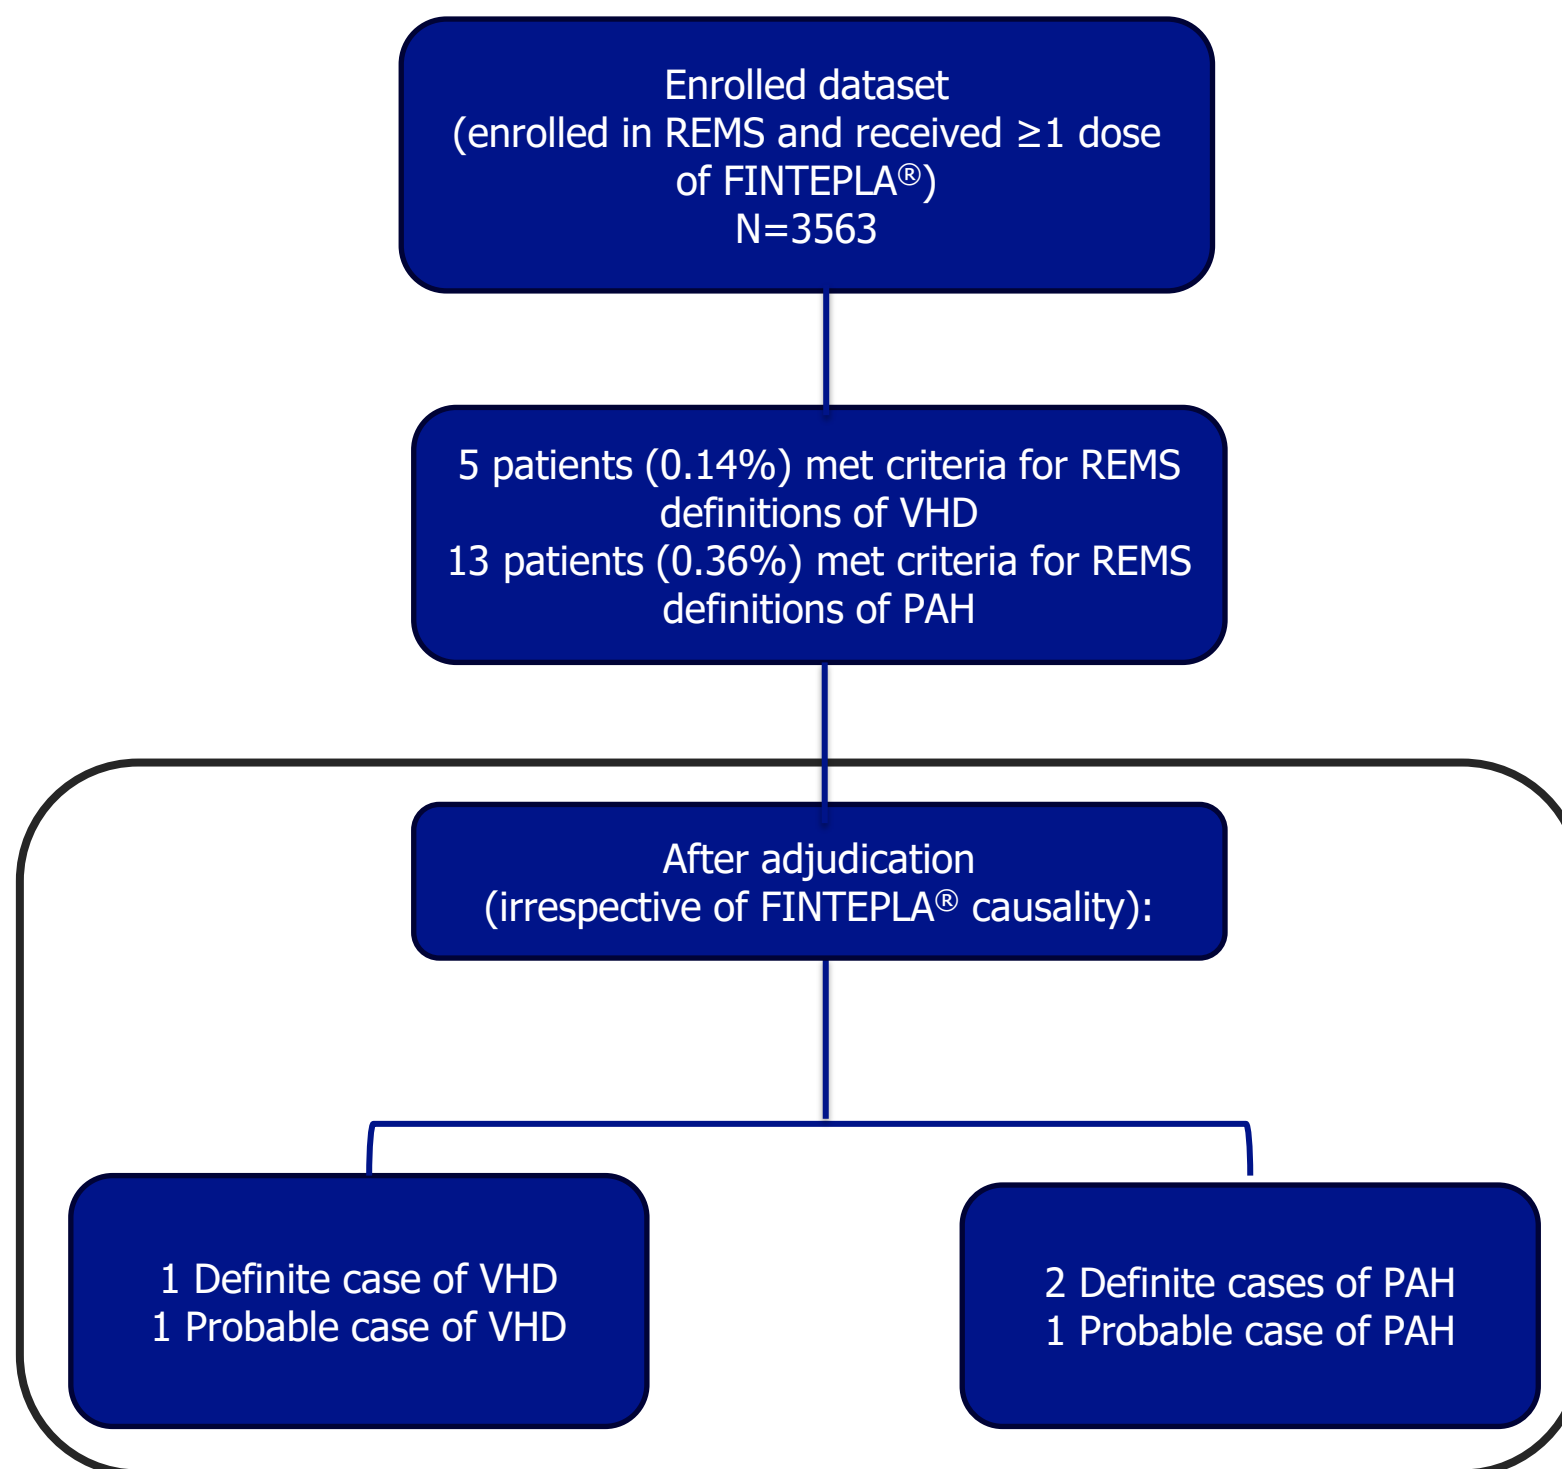 Enrolled dataset
(enrolled in REMS and received ≥1 dose
of FINTEPLA®)
N=3563
5 patients (0.14%) met criteria for REMS
definitions of VHD
13 patients (0.36%) met criteria for REMS
definitions of PAH
After adjudication
(irrespective of FINTEPLA® causality):
1 Definite case of VHD
1 Probable case of VHD
2 Definite cases of PAH
1 Probable case of PAH